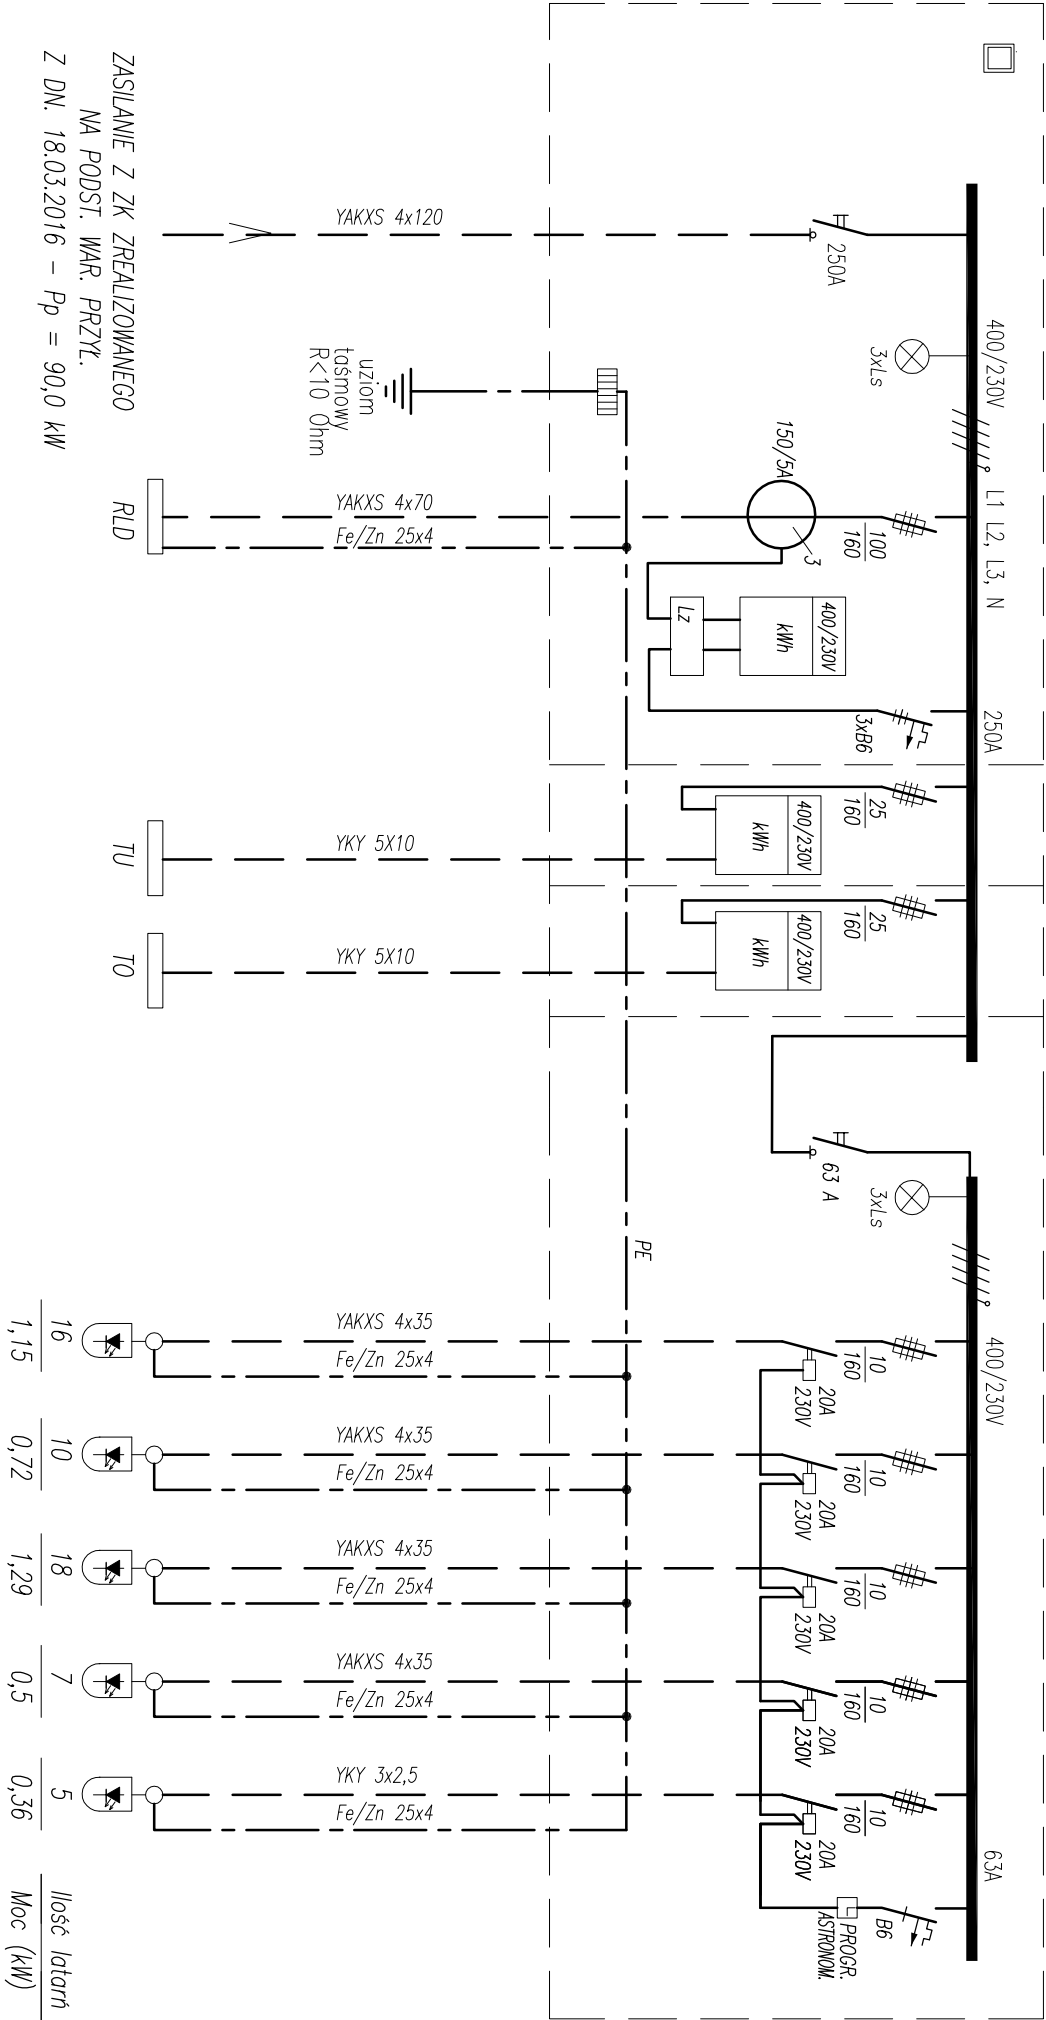 400/230V
L1 L2, L3, N
250A
400/230V
63A
250A
3xLs
150/5A
3
100
160
400/230V
kWh
Lz
3xB6
25
160
400/230V
kWh
25
160
400/230V
kWh
63 A
3xLs
10
160
20A
230V
10
160
20A
230V
10
160
20A
230V
10
160
20A
230V
10
160
20A
230V
B6
PROGR.
ASTRONOM.
PE
YAKXS 4x120
uziom
taśmowy
R<10 Ohm
YAKXS 4x70
Fe/Zn 25x4
YKY 5X10
YKY 5X10
YAKXS 4x35
Fe/Zn 25x4
YAKXS 4x35
Fe/Zn 25x4
YAKXS 4x35
Fe/Zn 25x4
YAKXS 4x35
Fe/Zn 25x4
YKY 3x2,5
Fe/Zn 25x4
ZASILANIE Z ZK ZREALIZOWANEGO
NA PODST. WAR. PRZYŁ.
Z DN. 18.03.2016 - Pp = 90,0 kW
RLD
TU
TO
16
1,15
10
0,72
18
1,29
7
0,5
5
0,36
Ilość latarń
Moc (kW)